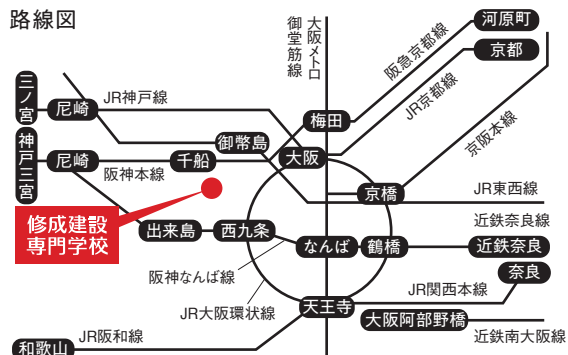 路線図
大阪メトロ
御堂筋線
河原町
京都
阪急京都線
JR京都線
京阪本線
三ノ宮
尼崎
JR神戸線
梅田
御幣島
大阪
神戸三宮
尼崎
阪神本線
千船
京橋
JR東西線
修成建設
専門学校
出来島
西九条
なんば
鶴橋
近鉄奈良線
近鉄奈良
奈良
阪神なんば線
JR大阪環状線
天王寺
JR関西本線
大阪阿部野橋
近鉄南大阪線
JR阪和線
和歌山